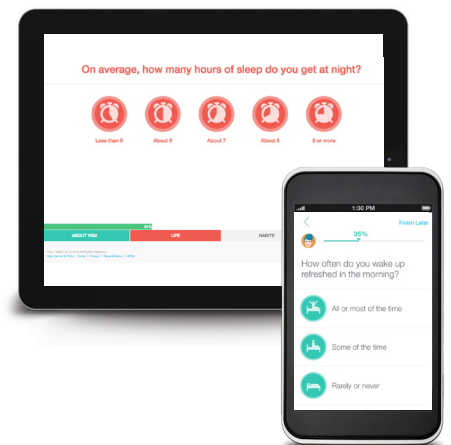 On average, how many hours of sleep do you get at night?
Less than 6
About 6
About 7
About 8
9 or more
ABOUT YOU
LIFE
HABITS
1:30 PM
Finish Later
35%
How often do you wake up
refreshed in the morning?
All or most of the time
Some of the time
Rarely or never